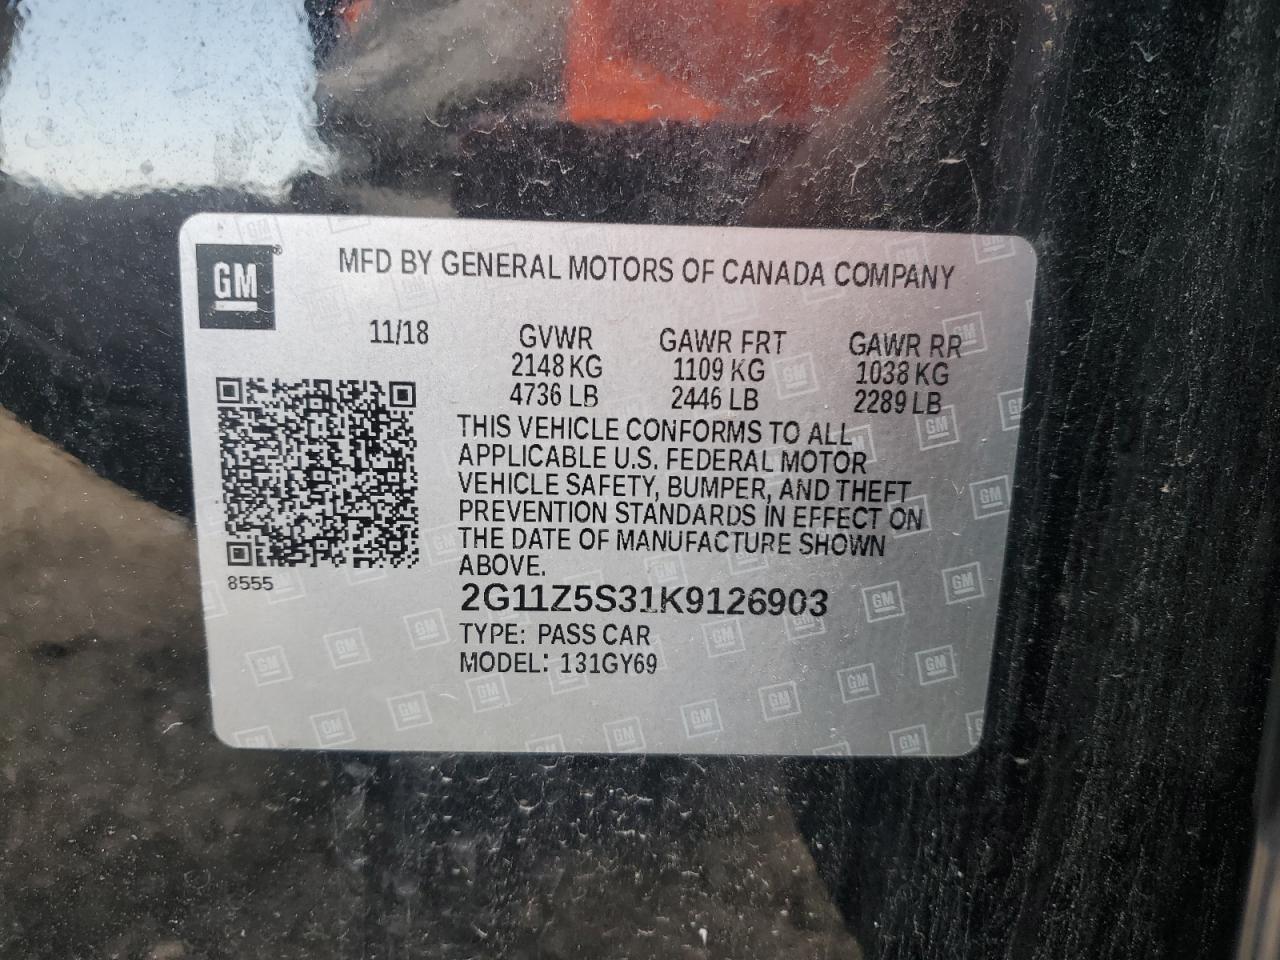 GM
MFD BY GENERAL MOTORS OF CANADA COMPANY
11/18
GVWR GAWR FRT GAWR RR
2148 KG 1109 KG 1038 KG
4736 LB 2446 LB 2289 LB
THIS VEHICLE CONFORMS TO ALL
APPLICABLE U.S. FEDERAL MOTOR
VEHICLE SAFETY, BUMPER, AND THEFT
PREVENTION STANDARDS IN EFFECT ON
THE DATE OF MANUFACTURE SHOWN
ABOVE.
8555
2G11Z5S31K9126903
TYPE: PASS CAR
MODEL: 131GY69